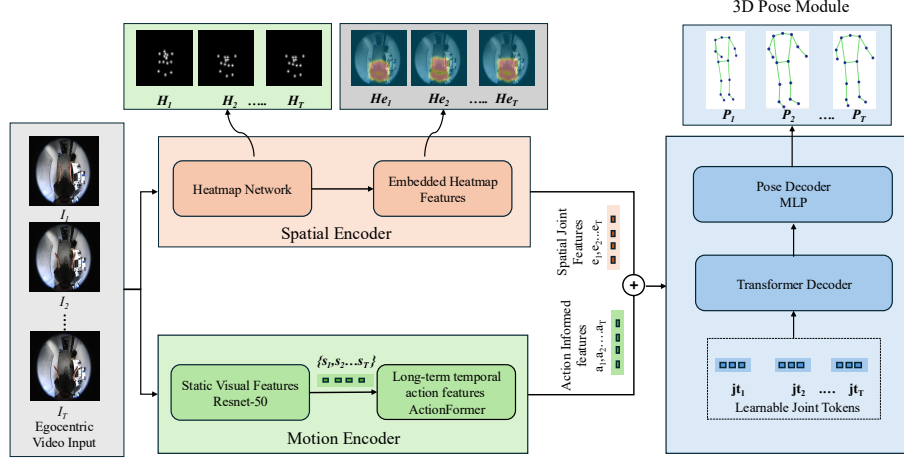 3D Pose Module
H1 H2 ..... HT
He1 He2 ..... HeT
P1 P2 .... PT
I1
I2
IT
Egocentric
Video Input
Heatmap Network
Embedded Heatmap
Features
Spatial Encoder
Spatial Joint
Features
e1,e2...eT
Static Visual Features
Resnet-50
{s1,s2...sT}
Long-term temporal
action features
ActionFormer
Motion Encoder
Action Informed
features
a1,a2....aT
+
Pose Decoder
MLP
Transformer Decoder
jt1 jt2 .... jtT
Learnable Joint Tokens